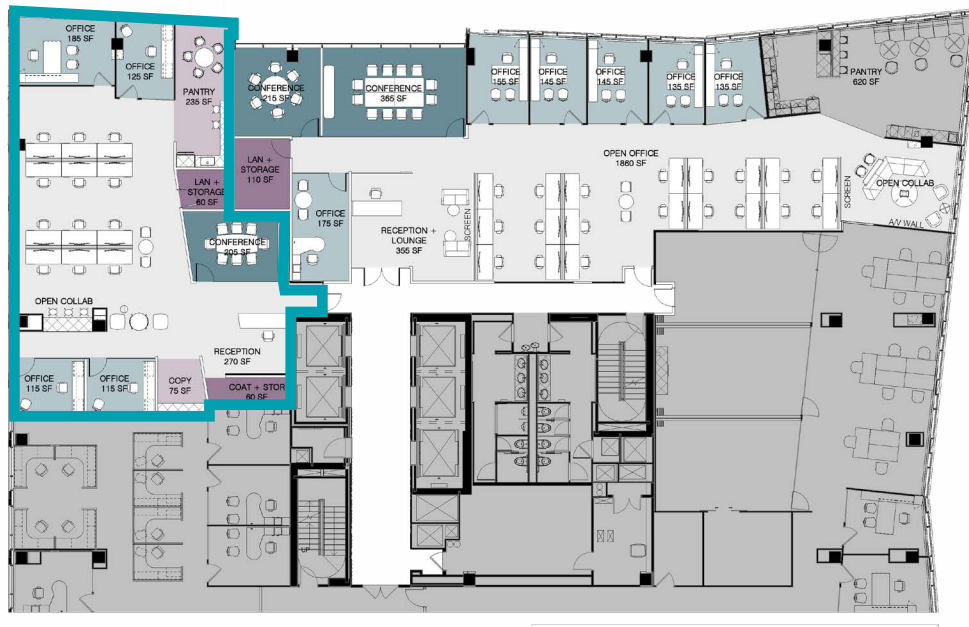 OFFICE
185 SF
OFFICE
125 SF
PANTRY
235 SF
CONFERENCE
215 SF
CONFERENCE
365 SF
OFFICE
155 SF
OFFICE
145 SF
OFFICE
145 SF
OFFICE
135 SF
OFFICE
135 SF
PANTRY
620 SF
LAN +
STORAGE
110 SF
LAN +
STORAGE
60 SF
OPEN OFFICE
1860 SF
OPEN COLLAB
SCREEN
A/V WALL
OFFICE
175 SF
RECEPTION +
LOUNGE
355 SF
SCREEN
CONFERENCE
205 SF
OPEN COLLAB
RECEPTION
270 SF
OFFICE
115 SF
OFFICE
115 SF
COPY
75 SF
COAT + STOR
60 SF
UP